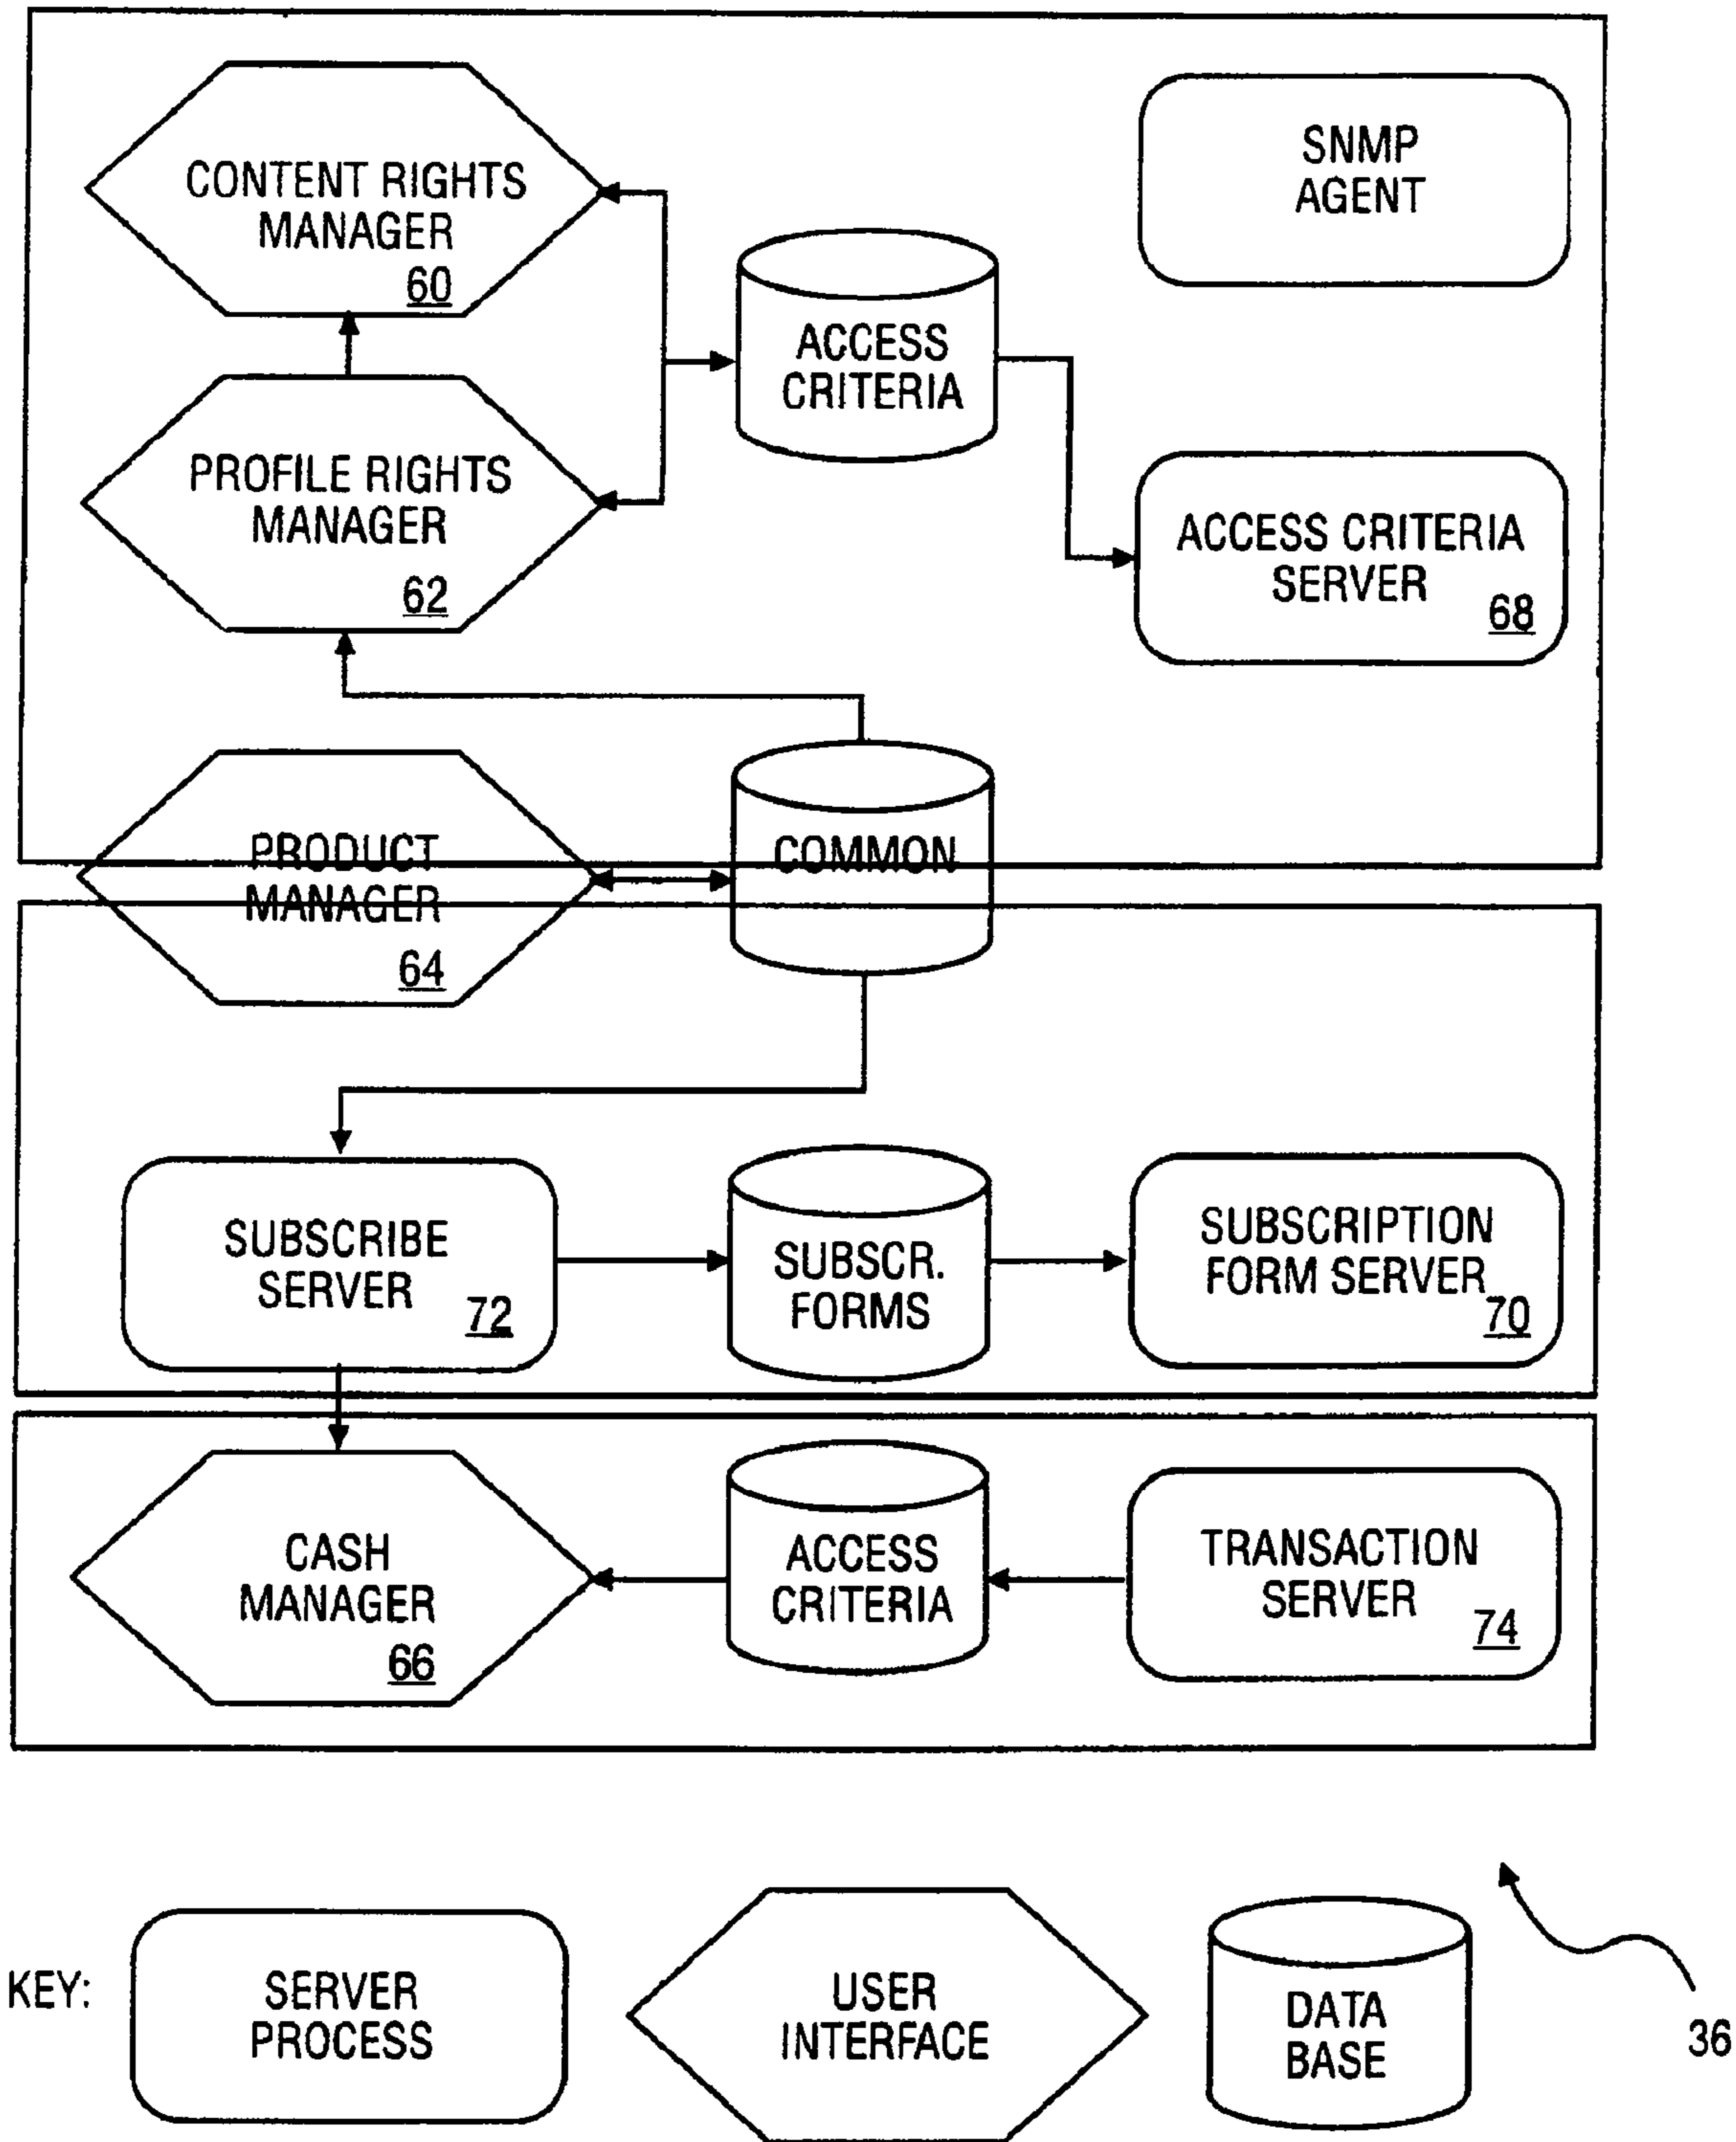 CONTENT RIGHTS
MANAGER
60
SNMP
AGENT
ACCESS
CRITERIA
PROFILE RIGHTS
MANAGER
62
ACCESS CRITERIA
SERVER
68
PRODUCT
MANAGER
64
COMMON
SUBSCRIBE
SERVER
72
SUBSCR.
FORMS
SUBSCRIPTION
FORM SERVER
70
CASH
MANAGER
66
ACCESS
CRITERIA
TRANSACTION
SERVER
74
KEY:
SERVER
PROCESS
USER
INTERFACE
DATA
BASE
36